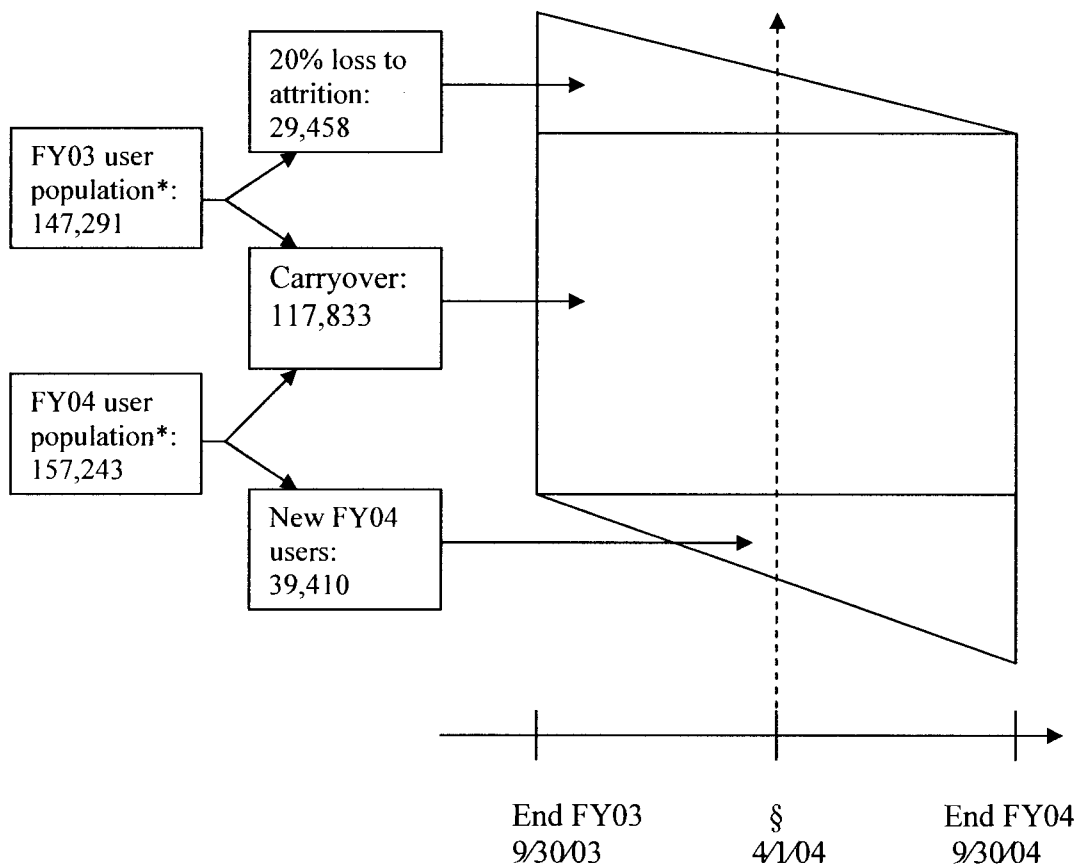 20% loss to
attrition:
29,458
FY03 user
population*:
147,291
Carryover:
117,833
FY04 user
population*:
157,243
New FY04
users:
39,410
End FY03
9/30/03
§
4/1/04
End FY04
9/30/04